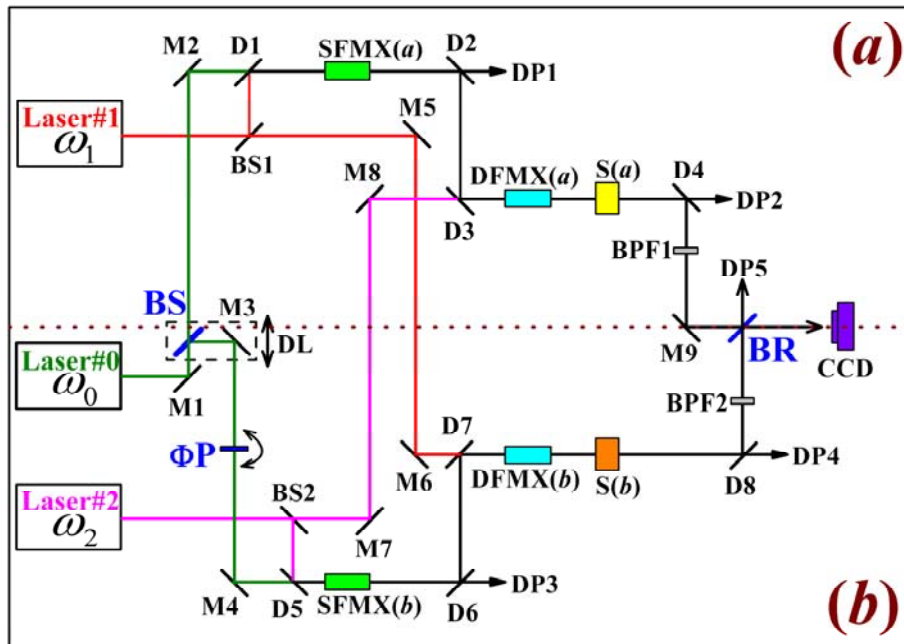 M2 D1 SFMX(a) D2 (a)
DP1
Laser#1 M5
ω₁ BS1 M8 DFMX(a) S(a) D4
DP2
D3
BPF1
DP5
BS M3
DL
Laser#0 M9 BR
ω₀ M1 CCD
BPF2
ΦP D7
DP4
Laser#2 BS2 M6 DFMX(b) S(b) D8
ω₂ M7
DP3
M4 D5 SFMX(b) D6 (b)